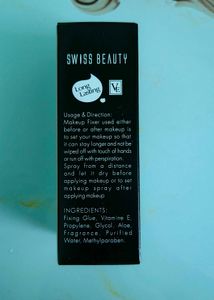 SWISS BEAUTY
Long
Lasting
VE
Usage & Direction:
Makeup Fixer used either
before or after makeup is
to set your makeup so that
it can stay longer and not be
wiped off with touch of hands
or run off with perspiration.
Spray from a distance
and let it dry before
applying makeup or to set
makeup spray after
applying makeup
INGREDIENTS:
Fixing Glue, Vitamine E,
Propylene, Glycol, Aloe,
Fragrance, Purified
Water, Methylparaben.